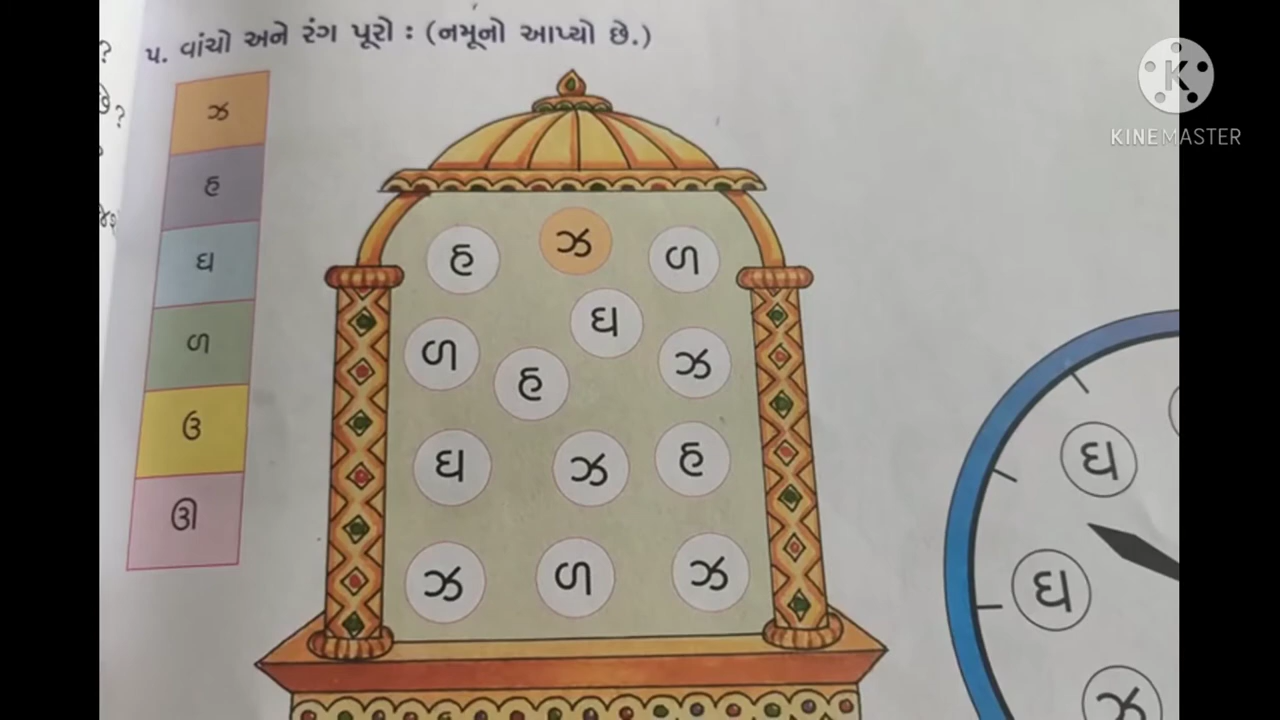 ૫. વાંચો અને રંગ પૂરો : (નમૂનો આપ્યો છે.)
ઝ
હ
ઘ
ળ
ઉ
ઊ
હ ઝ ળ
ઘ
ળ હ ઝ
ઘ ઝ હ
ઝ ળ ઝ
ઘ
ઘ
ઝ
K
KINEMASTER